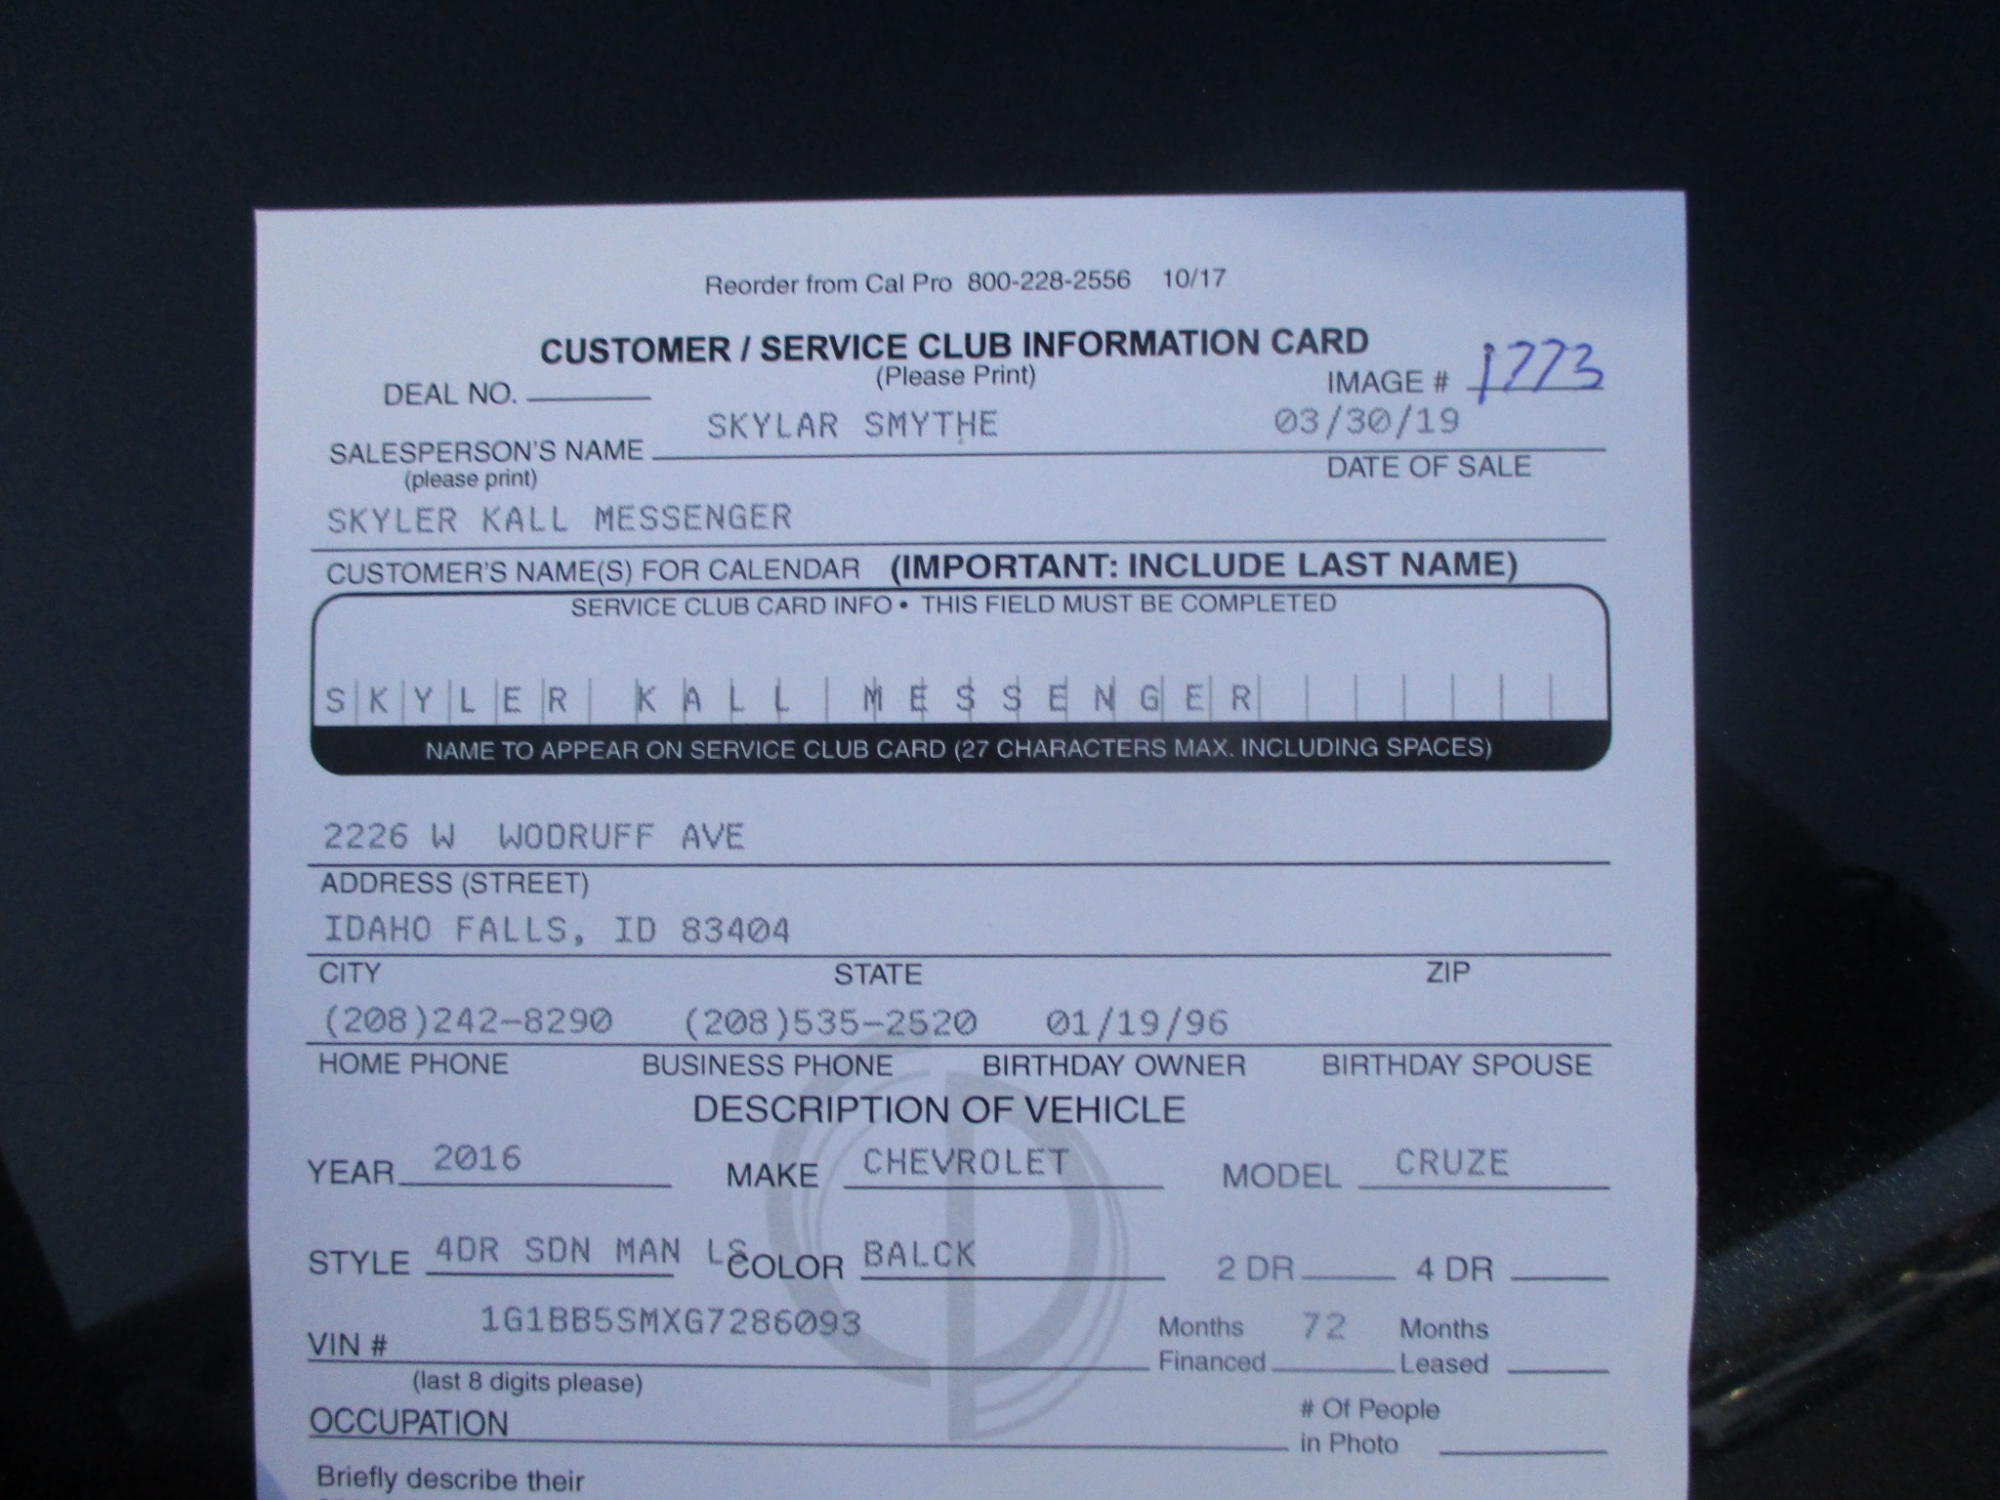 Reorder from Cal Pro 800-228-2556 10/17
CUSTOMER / SERVICE CLUB INFORMATION CARD
(Please Print)
DEAL NO. IMAGE # 1773
SKYLAR SMYTHE 03/30/19
SALESPERSON'S NAME DATE OF SALE
(please print)
SKYLER KALL MESSENGER
CUSTOMER'S NAME(S) FOR CALENDAR (IMPORTANT: INCLUDE LAST NAME)
SERVICE CLUB CARD INFO • THIS FIELD MUST BE COMPLETED
SKYLER KALL MESSENGER
NAME TO APPEAR ON SERVICE CLUB CARD (27 CHARACTERS MAX. INCLUDING SPACES)
2226 W WODRUFF AVE
ADDRESS (STREET)
IDAHO FALLS, ID 83404
CITY STATE ZIP
(208)242-8290 (208)535-2520 01/19/96
HOME PHONE BUSINESS PHONE BIRTHDAY OWNER BIRTHDAY SPOUSE
DESCRIPTION OF VEHICLE
YEAR 2016 MAKE CHEVROLET MODEL CRUZE
STYLE 4DR SDN MAN LS COLOR BALCK 2 DR 4 DR
VIN # 1G1BB5SMXG7286093 Months Financed 72 Months Leased
(last 8 digits please)
OCCUPATION # Of People in Photo
Briefly describe their